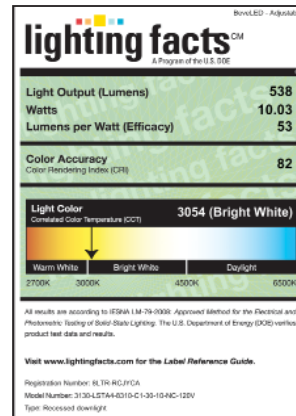 BeveLED - Adjustab
lighting facts CM
A Program of the U.S. DOE
Light Output (Lumens) 538
Watts 10.03
Lumens per Watt (Efficacy) 53
Color Accuracy 82
Color Rendering Index (CRI)
Light Color 3054 (Bright White)
Correlated Color Temperature (CCT)
Warm White Bright White Daylight
2700K 3000K 4500K 6500K
All results are according to IESNA LM-79-2008: Approved Method for the Electrical and
Photometric Testing of Solid-State Lighting. The U.S. Department of Energy (DOE) verifies
product test data and results.
Visit www.lightingfacts.com for the Label Reference Guide.
Registration Number: BLTR-RCJYCA
Model Number: 3130-LSTA4-8310-C1-30-10-NC-120V
Type: Recessed downlight